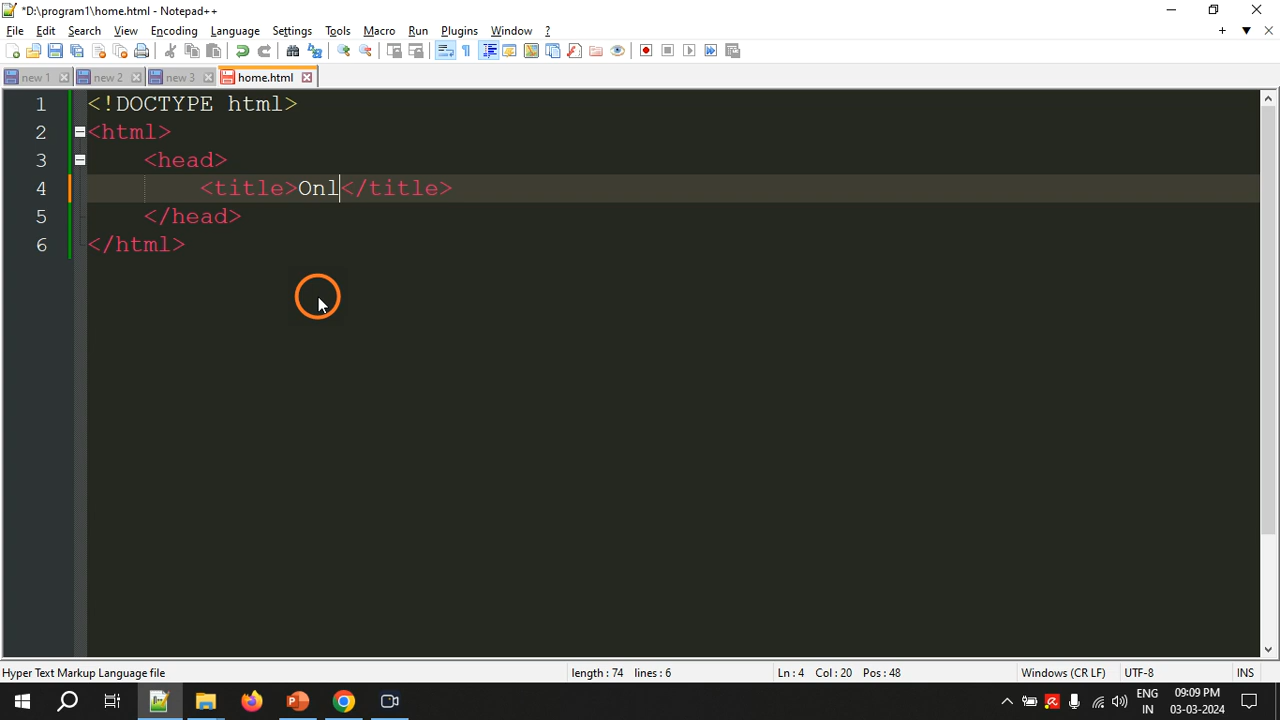 *D:\program1\home.html - Notepad++
File Edit Search View Encoding Language Settings Tools Macro Run Plugins Window ?
new 1 new 2 new 3 home.html
1 <!DOCTYPE html>
2 <html>
3 <head>
4 <title>Onl</title>
5 </head>
6 </html>
Hyper Text Markup Language file length : 74 lines : 6 Ln : 4 Col : 20 Pos : 48 Windows (CR LF) UTF-8 INS
ENG 09:09 PM
IN 03-03-2024